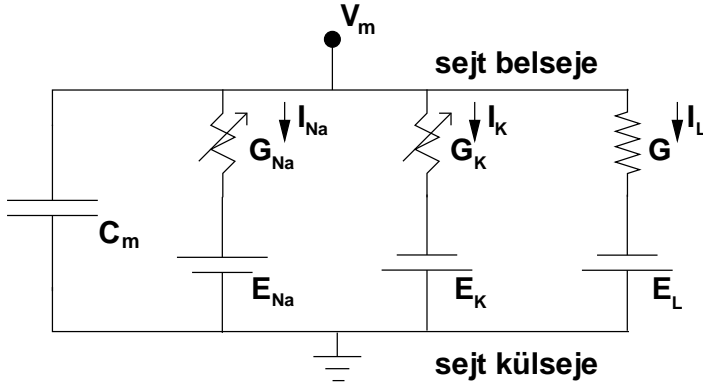 Vm
sejt belseje
INa
IK
IL
GNa
GK
G
Cm
ENa
EK
EL
sejt külseje